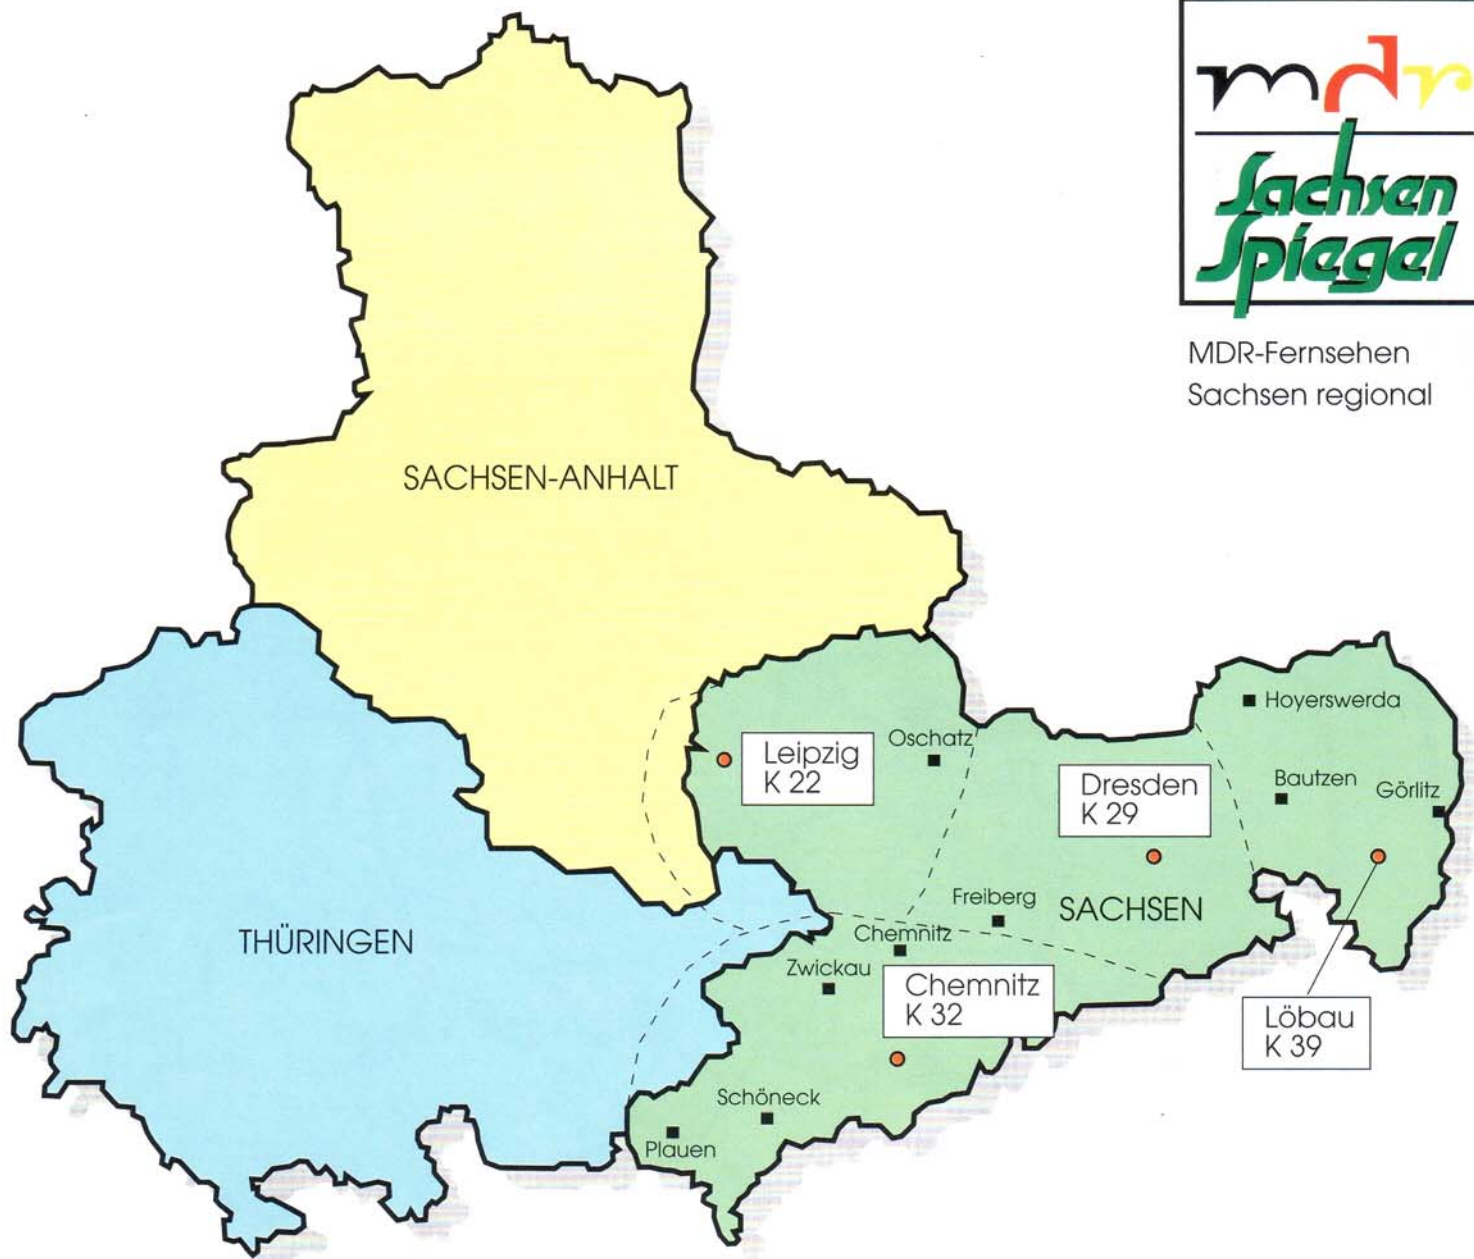 mdr
Sachsen
Spiegel
MDR-Fernsehen
Sachsen regional
SACHSEN-ANHALT
THÜRINGEN
SACHSEN
Hoyerswerda
Oschatz
Leipzig
K 22
Dresden
K 29
Bautzen
Görlitz
Freiberg
Chemnitz
Zwickau
Chemnitz
K 32
Löbau
K 39
Schöneck
Plauen